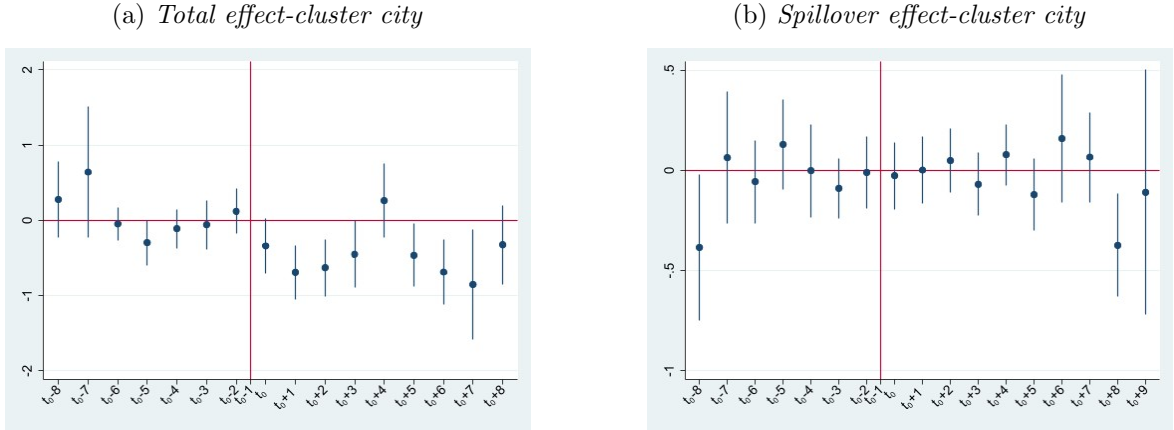 (a) Total effect-cluster city
2
1
0
-1
-2
t₀-8 t₀-7 t₀-6 t₀-5 t₀-4 t₀-3 t₀-2 t₀-1 t₀ t₀+1 t₀+2 t₀+3 t₀+4 t₀+5 t₀+6 t₀+7 t₀+8
(b) Spillover effect-cluster city
.5
0
-.5
-1
t₀-8 t₀-7 t₀-6 t₀-5 t₀-4 t₀-3 t₀-2 t₀-1 t₀ t₀+1 t₀+2 t₀+3 t₀+4 t₀+5 t₀+6 t₀+7 t₀+8 t₀+9